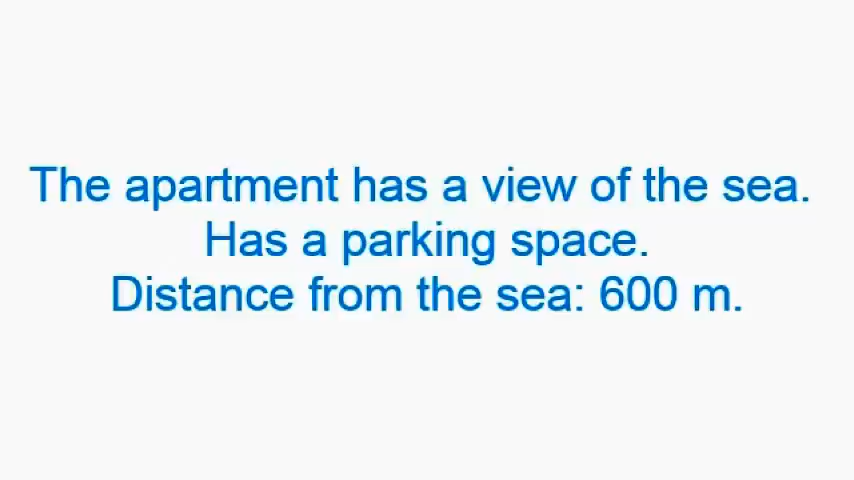 The apartment has a view of the sea.
Has a parking space.
Distance from the sea: 600 m.